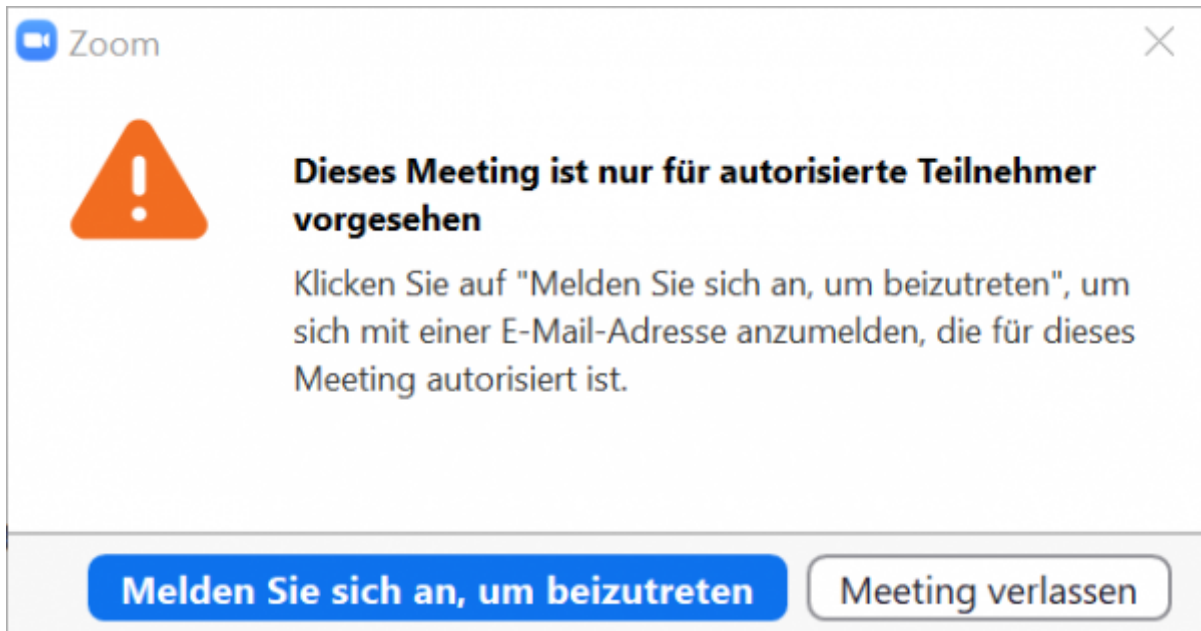 Zoom
Dieses Meeting ist nur für autorisierte Teilnehmer
vorgesehen
Klicken Sie auf "Melden Sie sich an, um beizutreten", um
sich mit einer E-Mail-Adresse anzumelden, die für dieses
Meeting autorisiert ist.
Melden Sie sich an, um beizutreten
Meeting verlassen